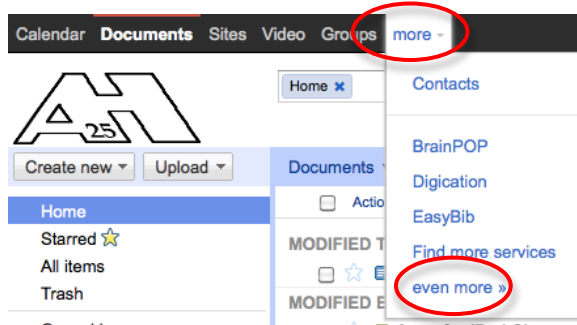 Calendar Documents Sites Video Groups more
Home ×
Contacts
25
BrainPOP
Create new Upload
Documents
Digication
Actio
EasyBib
Home
Starred
MODIFIED T
Find more services
All items
even more »
Trash
MODIFIED E